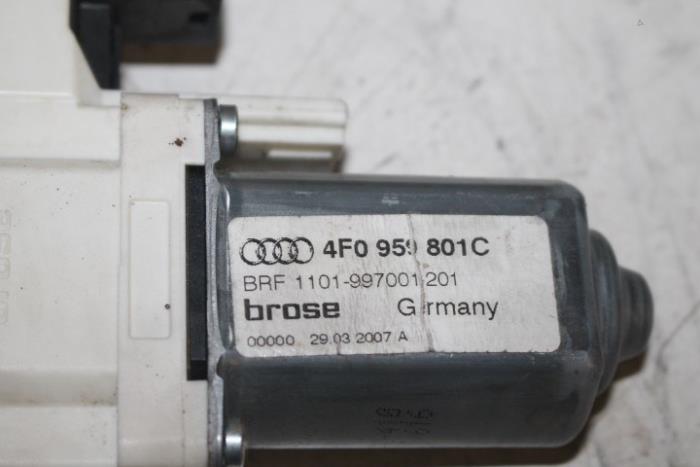 4F0 959 801C
BRF 1101-997001 201
brose Germany
00000 29.03 2007 A